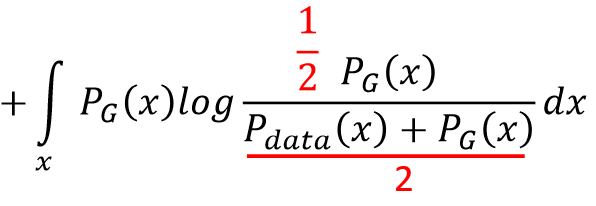 1
2 P_G(x)
+ ∫ P_G(x)log dx
x
P_data(x) + P_G(x)
2